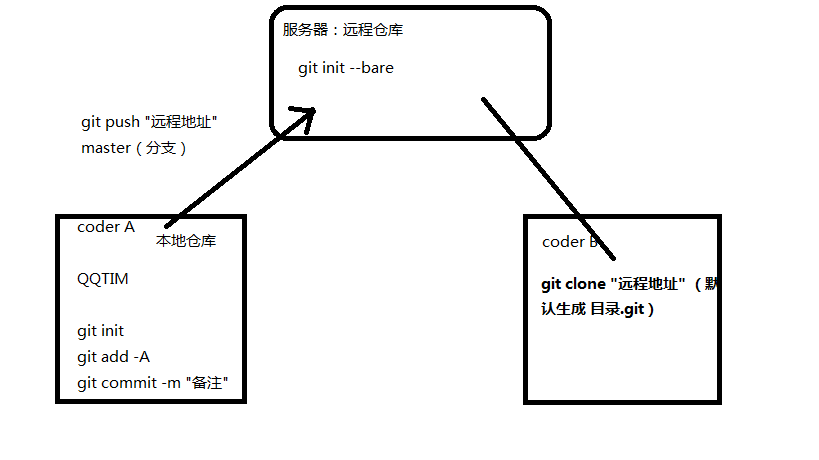 服务器：远程仓库
git init --bare
git push "远程地址"
master（分支）
coder A
本地仓库
QQTIM
git init
git add -A
git commit -m "备注"
coder B
git clone "远程地址" （默
认生成 目录.git）